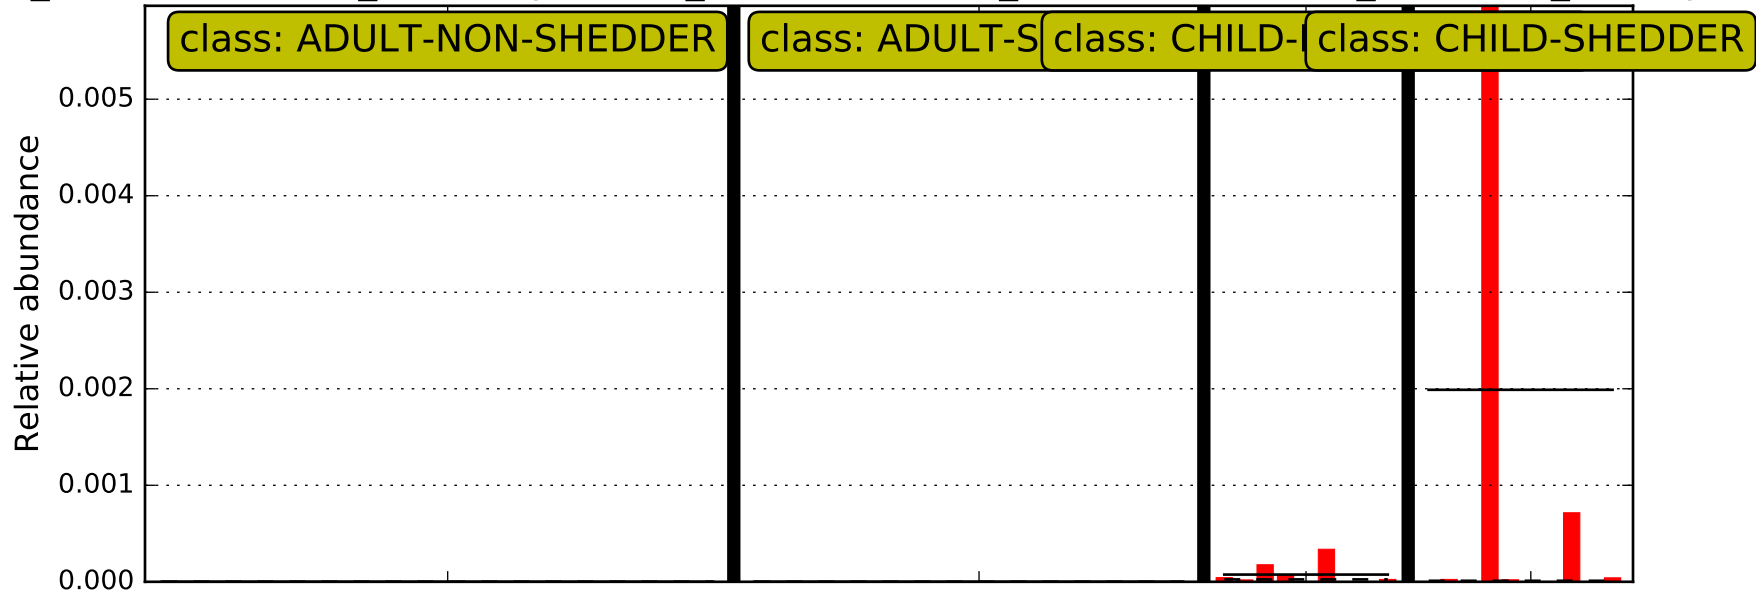 class: ADULT-NON-SHEDDER
class: ADULT-S
class: CHILD-
class: CHILD-SHEDDER
0.005
0.004
0.003
0.002
0.001
0.000
Relative abundance